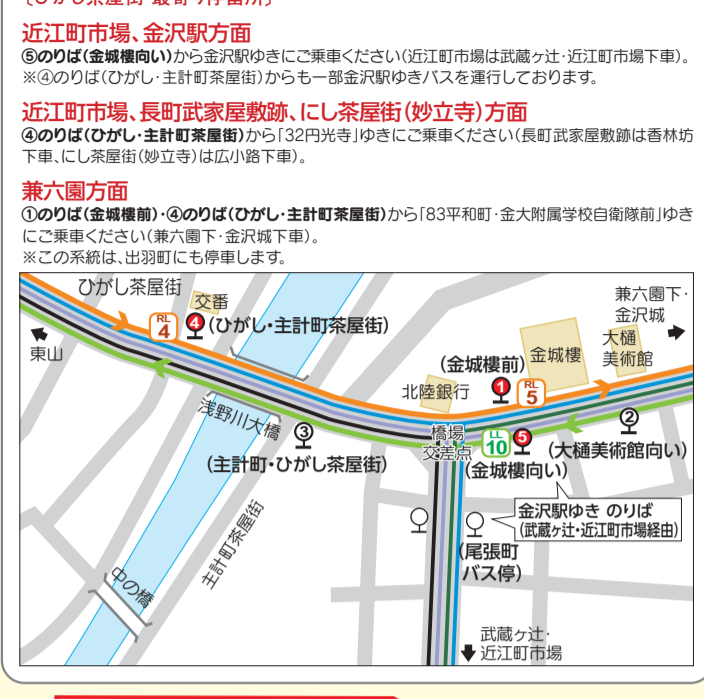 [ひがし茶屋街 最寄り停留所]
近江町市場、金沢駅方面
⑤のりば(金城樓向い)から金沢駅ゆきにご乗車ください(近江町市場は武蔵ヶ辻・近江町市場下車)。
※④のりば(ひがし・主計町茶屋街)からも一部金沢駅ゆきバスを運行しております。
近江町市場、長町武家屋敷跡、にし茶屋街(妙立寺)方面
④のりば(ひがし・主計町茶屋街)から「32円光寺」ゆきにご乗車ください(長町武家屋敷跡は香林坊
下車、にし茶屋街(妙立寺)は広小路下車)。
兼六園方面
①のりば(金城樓前)・④のりば(ひがし・主計町茶屋街)から「83平和町・金大附属学校自衛隊前」ゆき
にご乗車ください(兼六園下・金沢城下車)。
※この系統は、出羽町にも停車します。
ひがし茶屋街
交番
RL
4
④
(ひがし・主計町茶屋街)
東山
兼六園下・
金沢城
大樋
美術館
金城樓
(金城樓前)
①
RL
5
北陸銀行
浅野川大橋
③
(主計町・ひがし茶屋街)
橋場
交差点
LL
10
⑤
(金城樓向い)
②
(大樋美術館向い)
金沢駅ゆき のりば
(武蔵ヶ辻・近江町市場経由)
(尾張町
バス停)
主計町茶屋街
中の橋
武蔵ヶ辻・
近江町市場